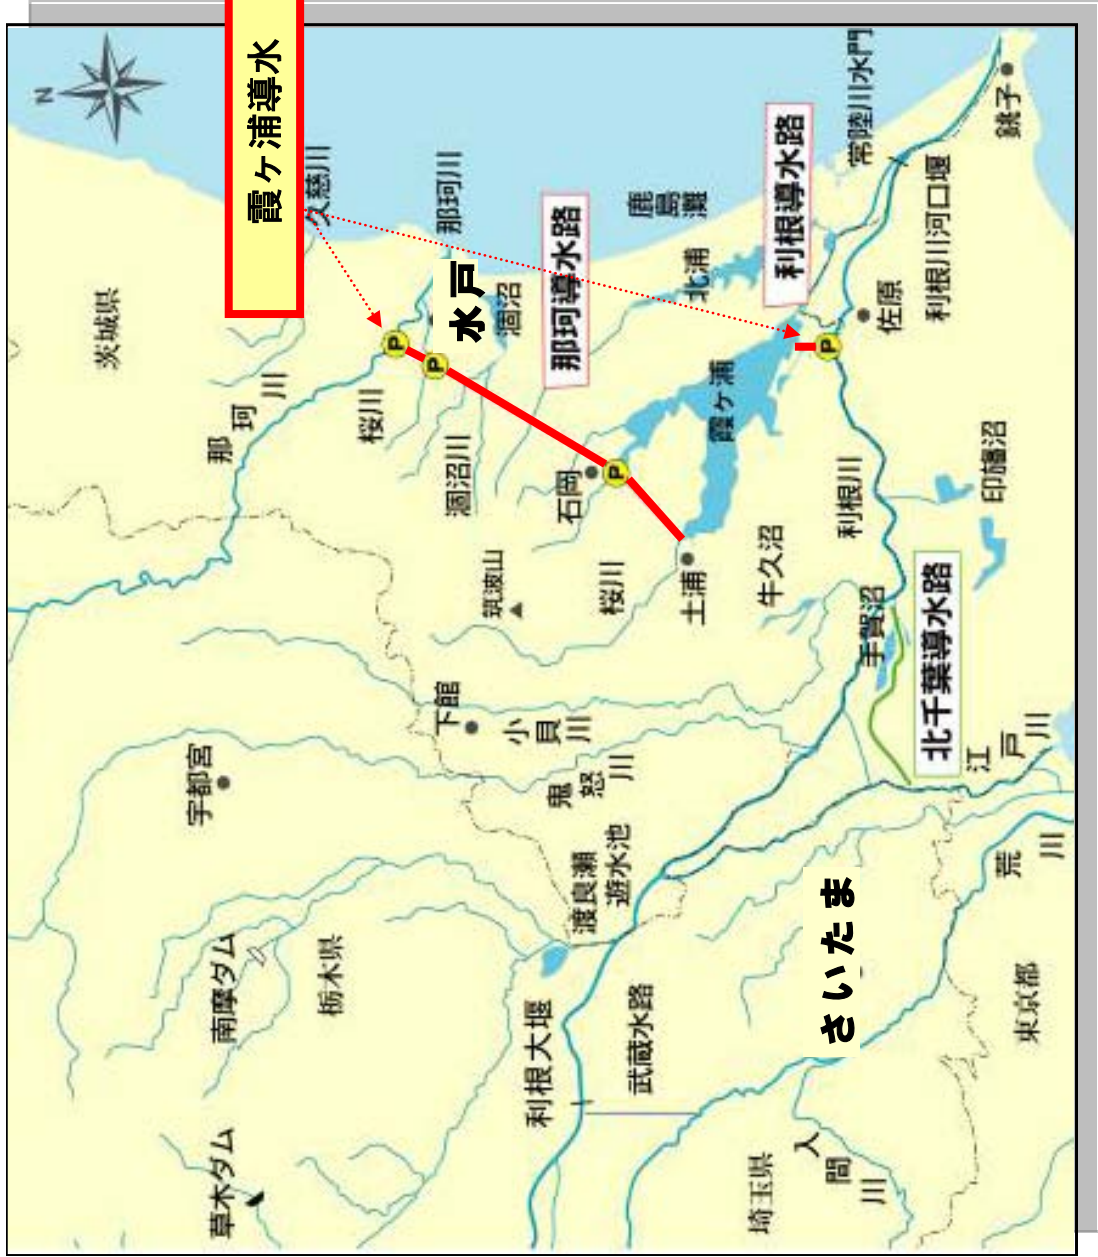 N
草木ダム
南摩ダム
宇都宮
那珂川
茨城県
霞ヶ浦導水
久慈川
栃木県
桜川
那珂川
水戸
涸沼
涸沼川
下館
筑波山
利根大堰
鬼怒川
小貝川
石岡
那珂導水路
渡良瀬
遊水池
桜川
武蔵水路
鹿島灘
北浦
土浦
霞ヶ浦
牛久沼
利根導水路
埼玉県
入間川
さいたま
手賀沼
利根川
常陸川水門
佐原
北千葉導水路
利根川河口堰
江戸川
印旛沼
銚子
荒川
東京都
P
P
P
P